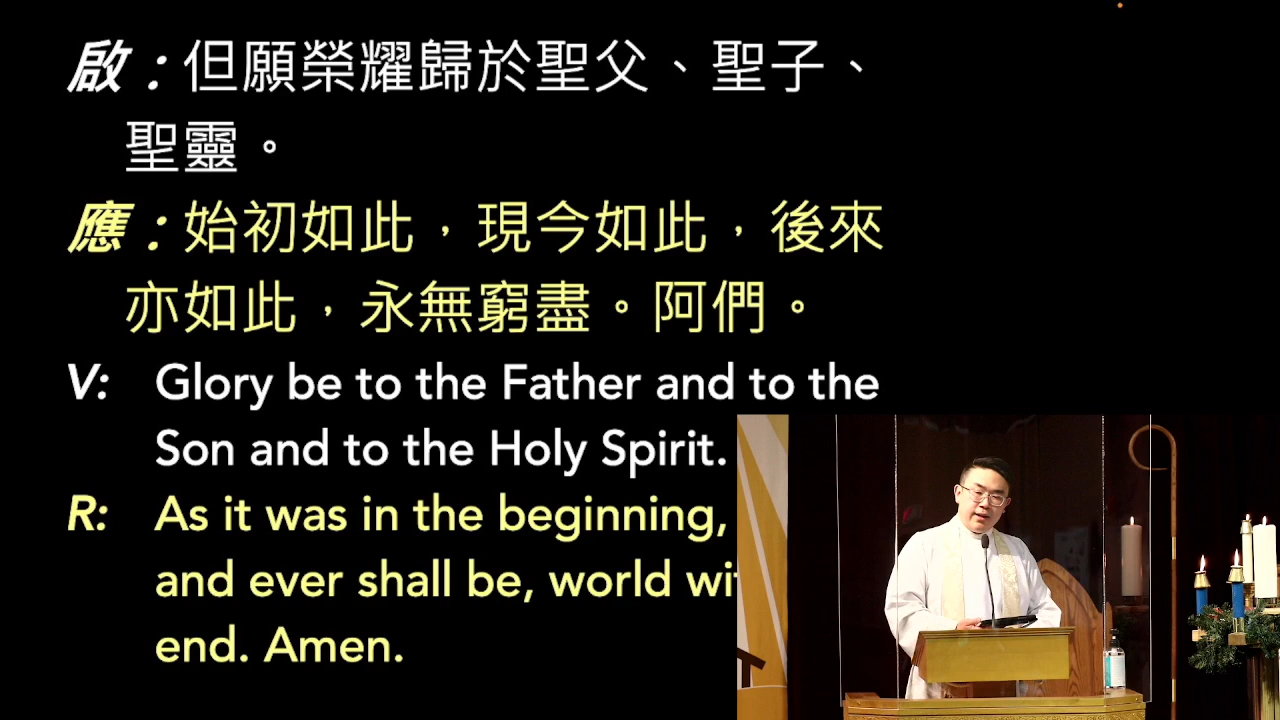 啟：但願榮耀歸於聖父、聖子、
聖靈。
應：始初如此，現今如此，後來
亦如此，永無窮盡。阿們。
V: Glory be to the Father and to the
Son and to the Holy Spirit.
R: As it was in the beginning,
and ever shall be, world
end. Amen.